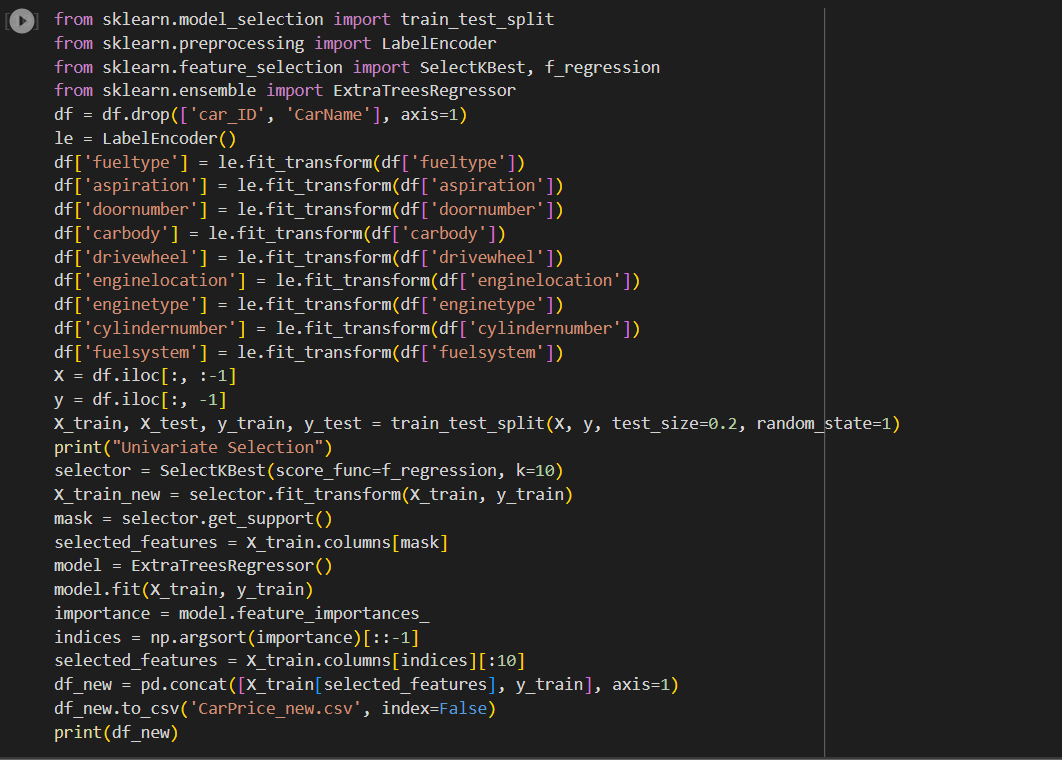 from sklearn.model_selection import train_test_split
from sklearn.preprocessing import LabelEncoder
from sklearn.feature_selection import SelectKBest, f_regression
from sklearn.ensemble import ExtraTreesRegressor
df = df.drop(['car_ID', 'CarName'], axis=1)
le = LabelEncoder()
df['fueltype'] = le.fit_transform(df['fueltype'])
df['aspiration'] = le.fit_transform(df['aspiration'])
df['doornumber'] = le.fit_transform(df['doornumber'])
df['carbody'] = le.fit_transform(df['carbody'])
df['drivewheel'] = le.fit_transform(df['drivewheel'])
df['enginelocation'] = le.fit_transform(df['enginelocation'])
df['enginetype'] = le.fit_transform(df['enginetype'])
df['cylindernumber'] = le.fit_transform(df['cylindernumber'])
df['fuelsystem'] = le.fit_transform(df['fuelsystem'])
X = df.iloc[:, :-1]
y = df.iloc[:, -1]
X_train, X_test, y_train, y_test = train_test_split(X, y, test_size=0.2, random_state=1)
print("Univariate Selection")
selector = SelectKBest(score_func=f_regression, k=10)
X_train_new = selector.fit_transform(X_train, y_train)
mask = selector.get_support()
selected_features = X_train.columns[mask]
model = ExtraTreesRegressor()
model.fit(X_train, y_train)
importance = model.feature_importances_
indices = np.argsort(importance)[::-1]
selected_features = X_train.columns[indices][:10]
df_new = pd.concat([X_train[selected_features], y_train], axis=1)
df_new.to_csv('CarPrice_new.csv', index=False)
print(df_new)